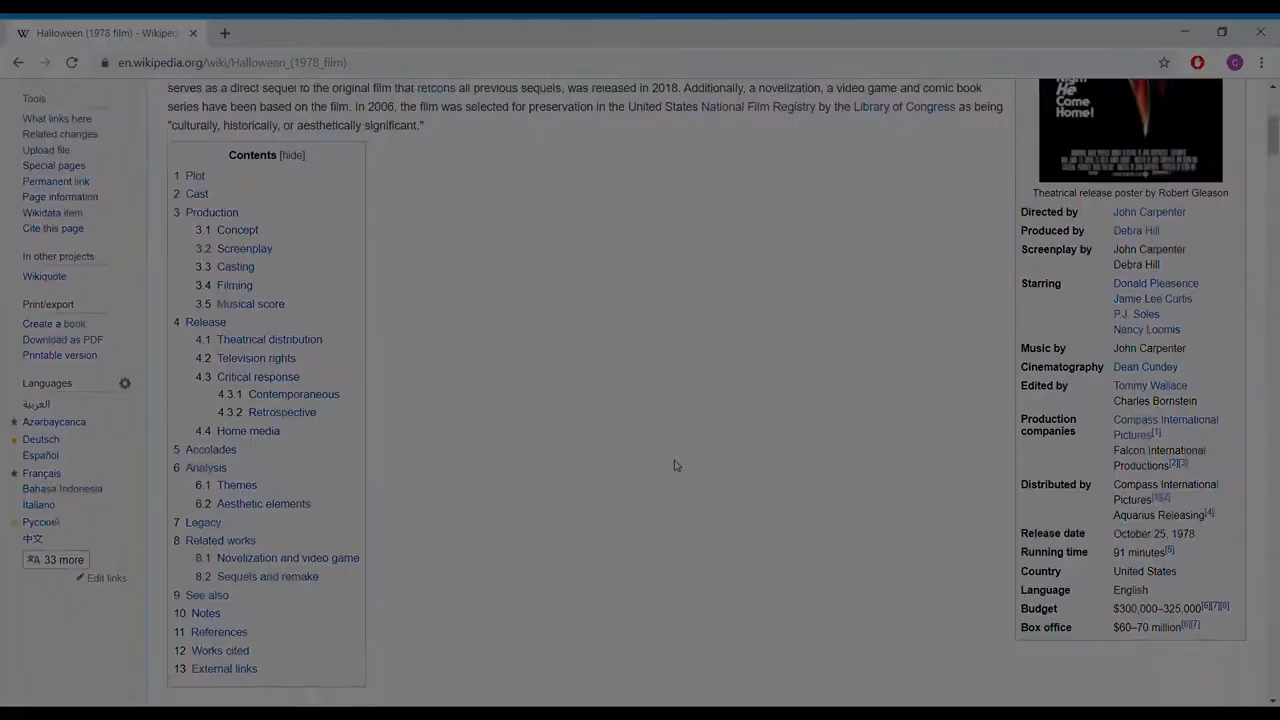 Halloween (1978 film) - Wikiped
en.wikipedia.org/wiki/Halloween_(1978_film)
C
Tools
What links here
Related changes
Upload file
Special pages
Permanent link
Page information
Wikidata item
Cite this page
In other projects
Wikiquote
Print/export
Create a book
Download as PDF
Printable version
Languages
العربية
Azərbaycanca
Deutsch
Español
Français
Bahasa Indonesia
Italiano
Русский
中文
33 more
Edit links
serves as a direct sequel to the original film that retcons all previous sequels, was released in 2018. Additionally, a novelization, a video game and comic book
series have been based on the film. In 2006, the film was selected for preservation in the United States National Film Registry by the Library of Congress as being
"culturally, historically, or aesthetically significant."
Contents [hide]
1 Plot
2 Cast
3 Production
3.1 Concept
3.2 Screenplay
3.3 Casting
3.4 Filming
3.5 Musical score
4 Release
4.1 Theatrical distribution
4.2 Television rights
4.3 Critical response
4.3.1 Contemporaneous
4.3.2 Retrospective
4.4 Home media
5 Accolades
6 Analysis
6.1 Themes
6.2 Aesthetic elements
7 Legacy
8 Related works
8.1 Novelization and video game
8.2 Sequels and remake
9 See also
10 Notes
11 References
12 Works cited
13 External links
Night
He
Came
Home!
Theatrical release poster by Robert Gleason
Directed by John Carpenter
Produced by Debra Hill
Screenplay by John Carpenter
Debra Hill
Starring Donald Pleasence
Jamie Lee Curtis
P.J. Soles
Nancy Loomis
Music by John Carpenter
Cinematography Dean Cundey
Edited by Tommy Wallace
Charles Bornstein
Production companies Compass International
Pictures[1]
Falcon International
Productions[2][3]
Distributed by Compass International
Pictures[1][2]
Aquarius Releasing[4]
Release date October 25, 1978
Running time 91 minutes[5]
Country United States
Language English
Budget $300,000–325,000[6][7][8]
Box office $60–70 million[6][7]